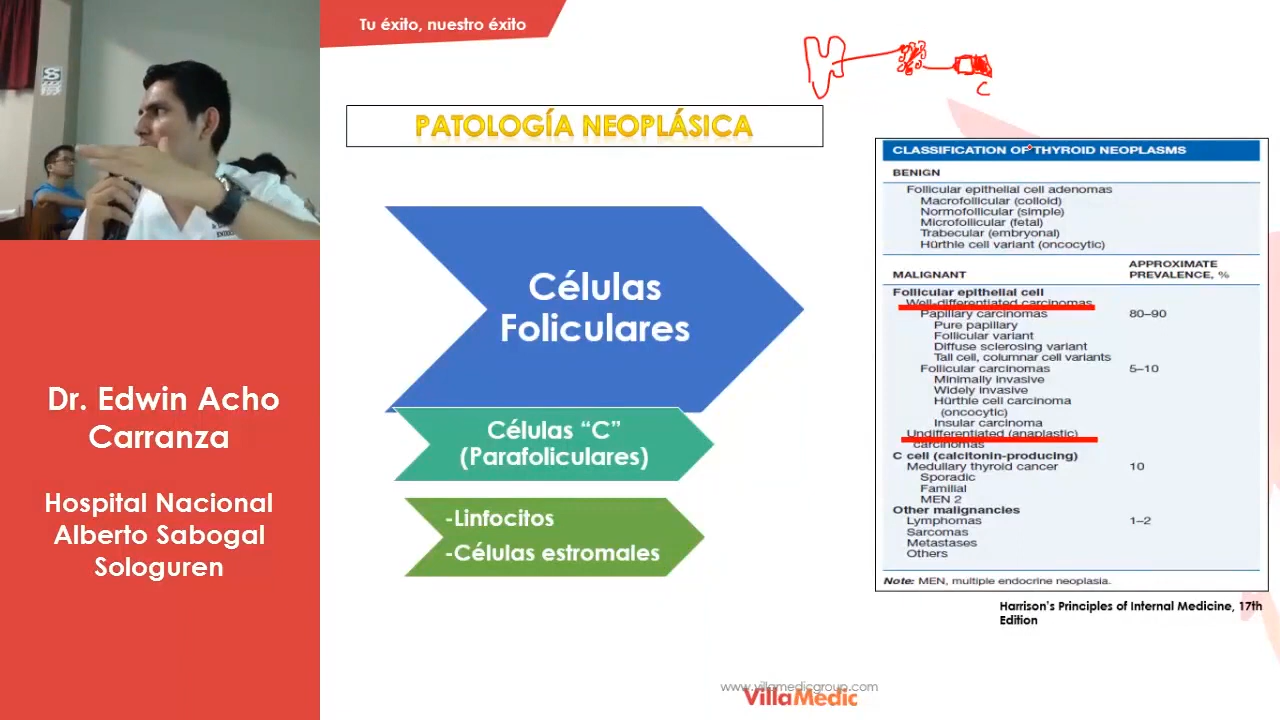 Tu éxito, nuestro éxito
C
PATOLOGÍA NEOPLÁSICA
Células
Foliculares
Células “C”
(Parafoliculares)
-Linfocitos
-Células estromales
Dr. Edwin Acho
Carranza
Hospital Nacional
Alberto Sabogal
Sologuren
CLASSIFICATION OF THYROID NEOPLASMS
BENIGN
Follicular epithelial cell adenomas
Macrofollicular (colloid)
Normofollicular (simple)
Microfollicular (fetal)
Trabecular (embryonal)
Hürthle cell variant (oncocytic)
MALIGNANT
APPROXIMATE
PREVALENCE, %
Follicular epithelial cell
Well-differentiated carcinomas
Papillary carcinomas 80–90
Pure papillary
Follicular variant
Diffuse sclerosing variant
Tall cell, columnar cell variants
Follicular carcinomas 5–10
Minimally invasive
Widely invasive
Hürthle cell carcinoma
(oncocytic)
Insular carcinoma
Undifferentiated (anaplastic)
carcinomas
C cell (calcitonin-producing)
Medullary thyroid cancer 10
Sporadic
Familial
MEN 2
Other malignancies
Lymphomas 1–2
Sarcomas
Metastases
Others
Note: MEN, multiple endocrine neoplasia.
Harrison's Principles of Internal Medicine, 17th
Edition
www.villamedicgroup.com
VillaMedic